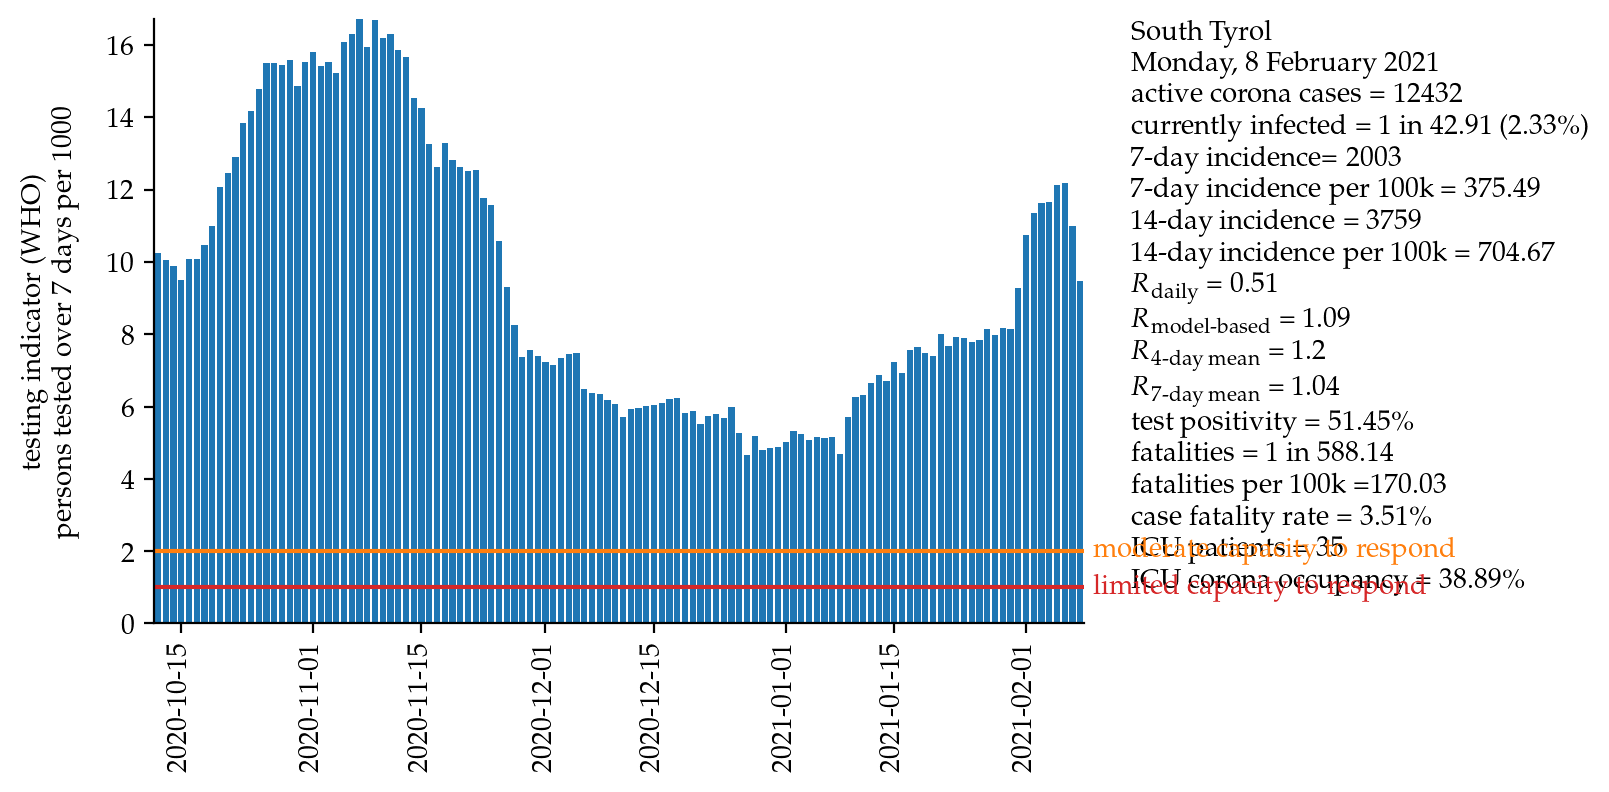 testing indicator (WHO)
persons tested over 7 days per 1000
16
14
12
10
8
6
4
2
0
2020-10-15
2020-11-01
2020-11-15
2020-12-01
2020-12-15
2021-01-01
2021-01-15
2021-02-01
South Tyrol
Monday, 8 February 2021
active corona cases = 12432
currently infected = 1 in 42.91 (2.33%)
7-day incidence= 2003
7-day incidence per 100k = 375.49
14-day incidence = 3759
14-day incidence per 100k = 704.67
R daily = 0.51
R model-based = 1.09
R 4-day mean = 1.2
R 7-day mean = 1.04
test positivity = 51.45%
fatalities = 1 in 588.14
fatalities per 100k =170.03
case fatality rate = 3.51%
ICU patients = 35
ICU corona occupancy = 38.89%
moderate capacity to respond
limited capacity to respond